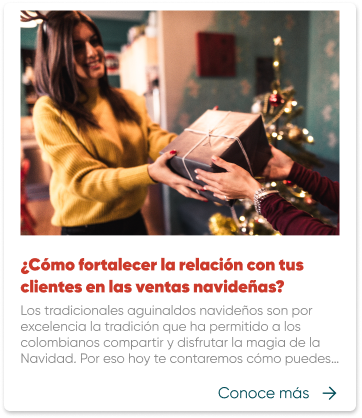 ¿Cómo fortalecer la relación con tus
clientes en las ventas navideñas?
Los tradicionales aguinaldos navideños son por
excelencia la tradición que ha permitido a los
colombianos compartir y disfrutar la magia de la
Navidad. Por eso hoy te contaremos cómo puedes...
Conoce más →